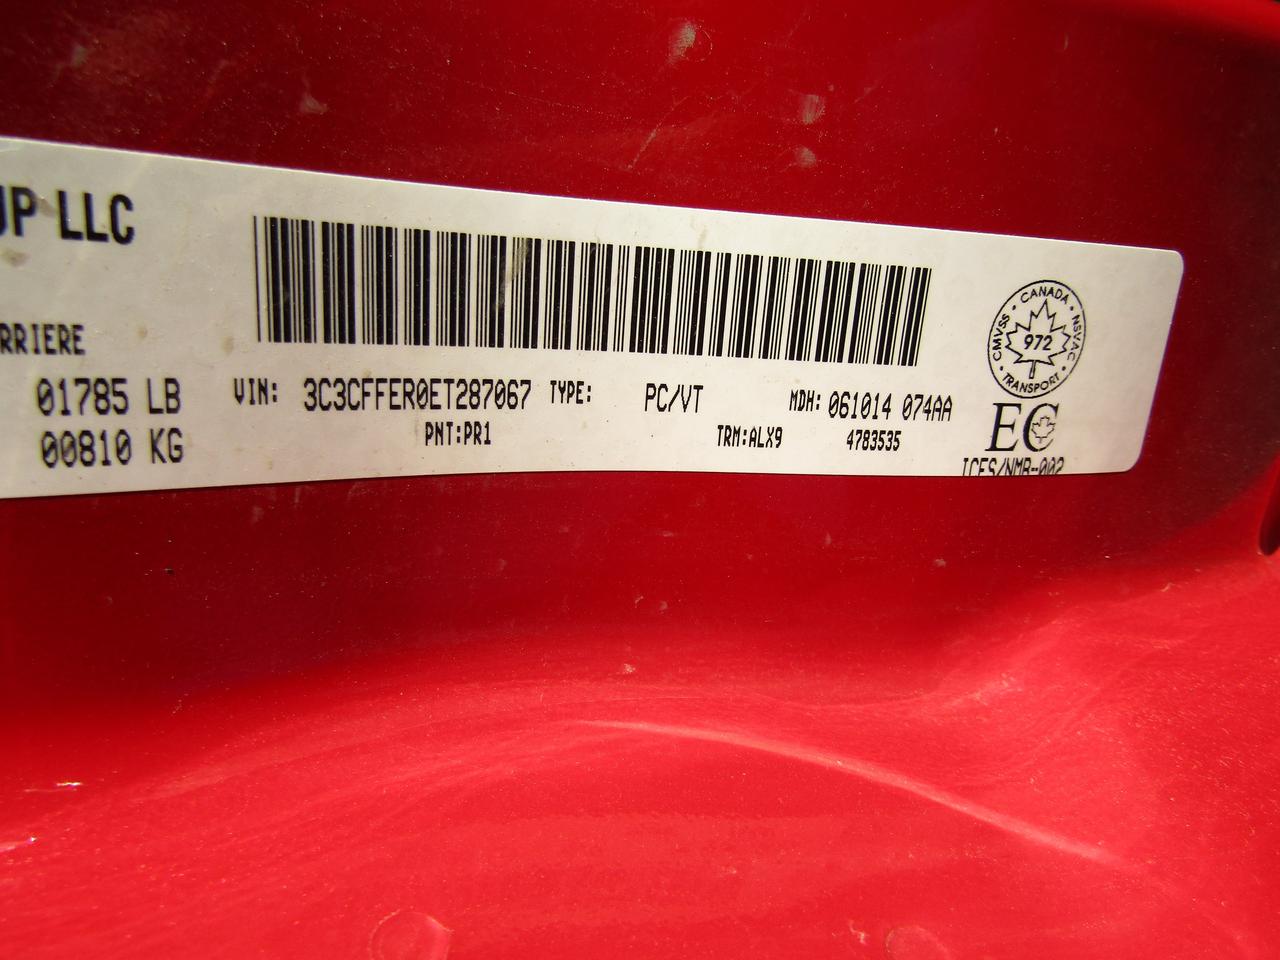 UP LLC
CMVSS • CANADA • NSVAC • TRANSPORT •
972
RRIERE
01785 LB
VIN: 3C3CFFER0ET287067 TYPE: PC/VT MDH: 061014 074AA
00810 KG
PNT:PR1 TRM:ALX9 4783535
EC
ICES/NMB-002